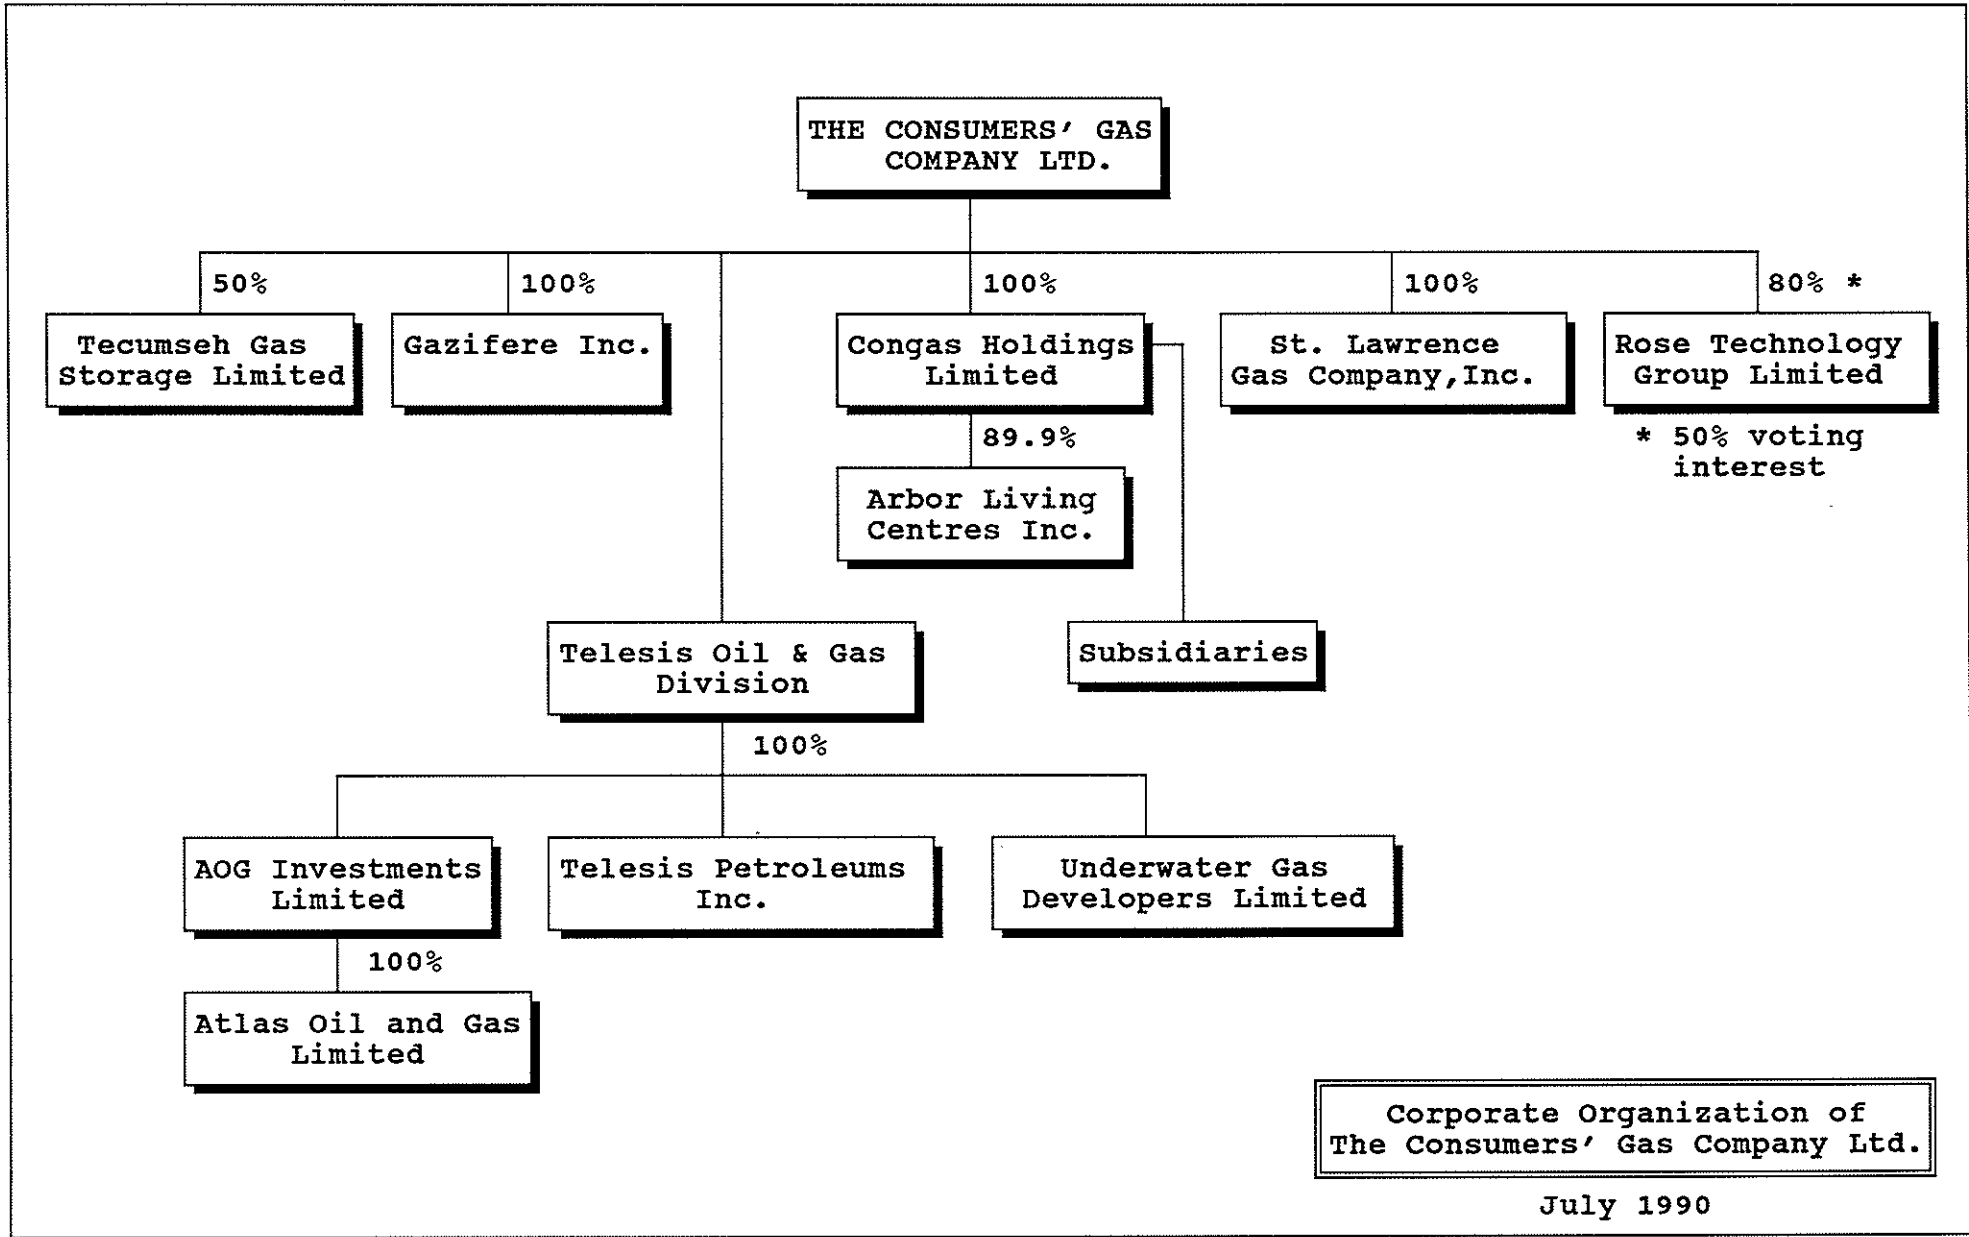 THE CONSUMERS' GAS
COMPANY LTD.
50%
100%
100%
100%
80% *
Tecumseh Gas
Storage Limited
Gazifere Inc.
Congas Holdings
Limited
St. Lawrence
Gas Company,Inc.
Rose Technology
Group Limited
* 50% voting
interest
89.9%
Arbor Living
Centres Inc.
Telesis Oil & Gas
Division
Subsidiaries
100%
AOG Investments
Limited
Telesis Petroleums
Inc.
Underwater Gas
Developers Limited
100%
Atlas Oil and Gas
Limited
Corporate Organization of
The Consumers' Gas Company Ltd.
July 1990